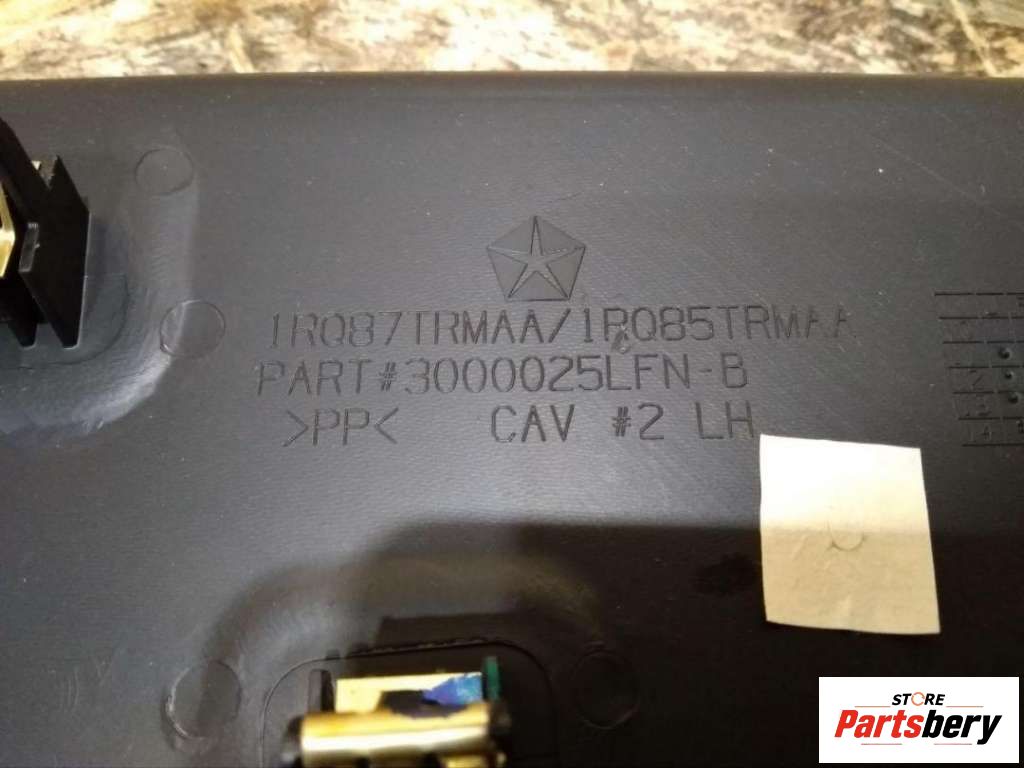 1RQ87TRMAA/1RQ85TRMAA
PART#3000025LFN-B
>PP< CAV #2 LH
STORE
Partsbery